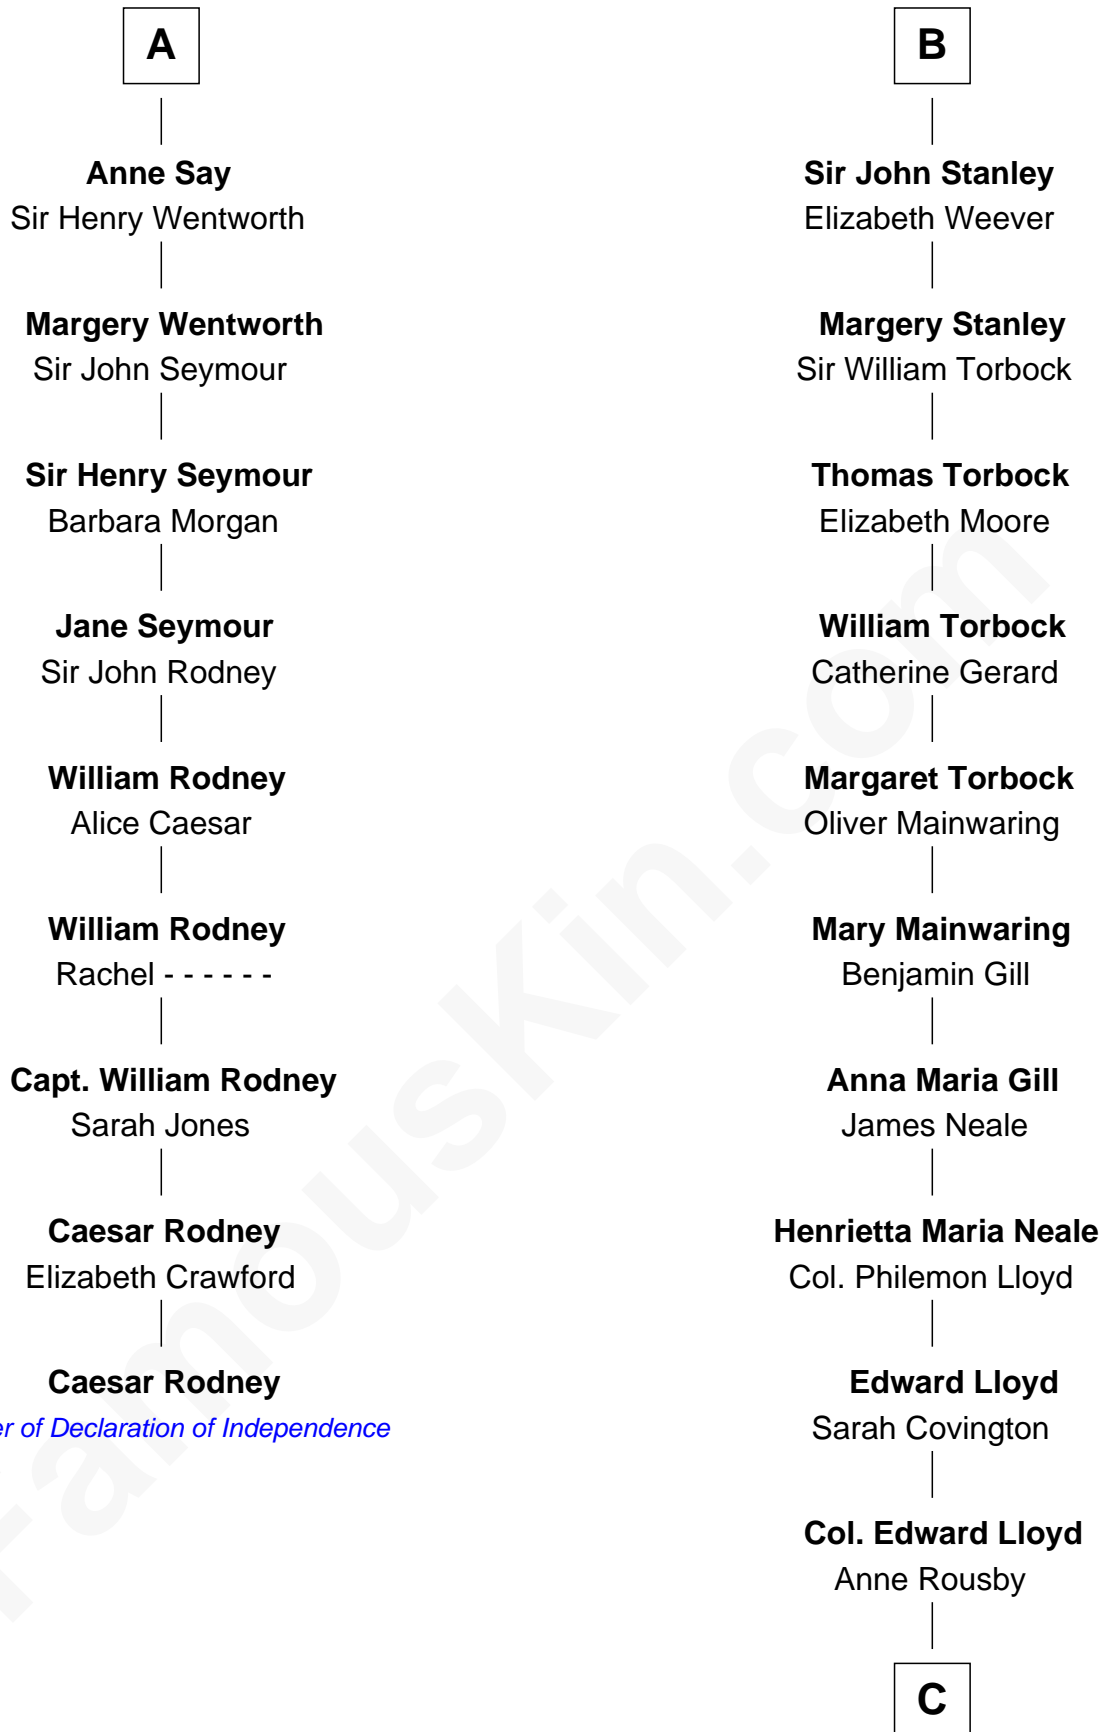 A
Anne Say
Sir Henry Wentworth
Margery Wentworth
Sir John Seymour
Sir Henry Seymour
Barbara Morgan
Jane Seymour
Sir John Rodney
William Rodney
Alice Caesar
William Rodney
Rachel - - - - - -
Capt. William Rodney
Sarah Jones
Caesar Rodney
Elizabeth Crawford
Caesar Rodney
er of Declaration of Independence
B
Sir John Stanley
Elizabeth Weever
Margery Stanley
Sir William Torbock
Thomas Torbock
Elizabeth Moore
William Torbock
Catherine Gerard
Margaret Torbock
Oliver Mainwaring
Mary Mainwaring
Benjamin Gill
Anna Maria Gill
James Neale
Henrietta Maria Neale
Col. Philemon Lloyd
Edward Lloyd
Sarah Covington
Col. Edward Lloyd
Anne Rousby
C
FamousKin.com